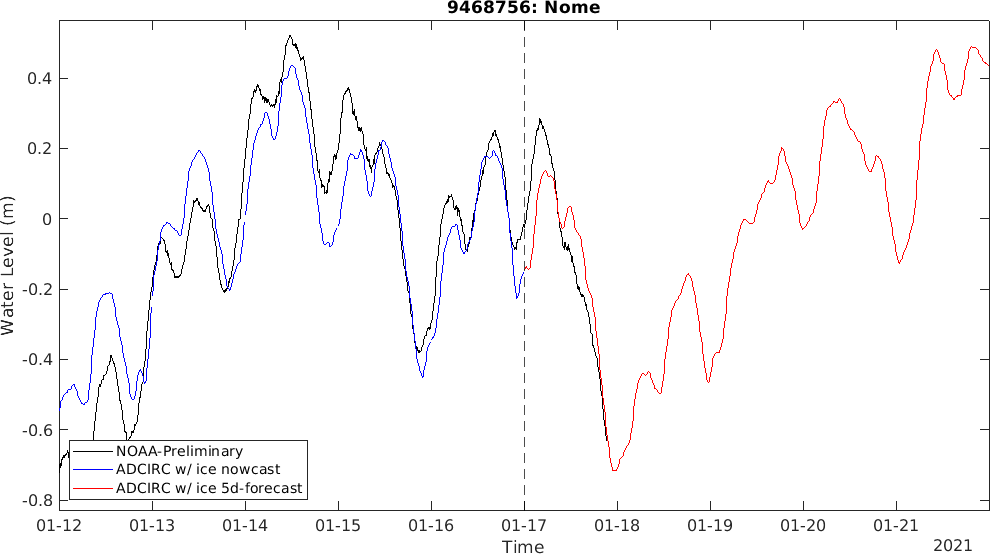 9468756: Nome
Water Level (m)
0.4
0.2
0
-0.2
-0.4
-0.6
-0.8
NOAA-Preliminary
ADCIRC w/ ice nowcast
ADCIRC w/ ice 5d-forecast
01-12 01-13 01-14 01-15 01-16 01-17 01-18 01-19 01-20 01-21
Time
2021